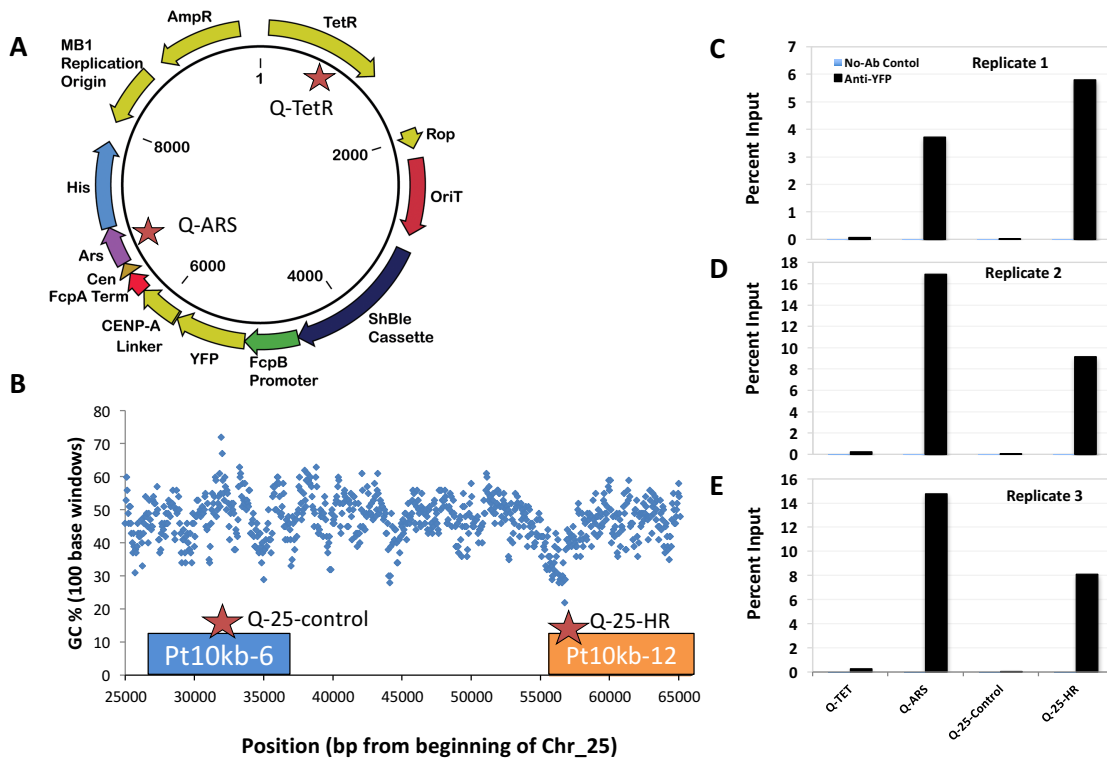 A
AmpR
TetR
MB1
Replication
Origin
1
Q-TetR
Rop
2000
8000
OriT
His
Q-ARS
Ars
Cen
FcpA Term
6000
4000
CENP-A
Linker
YFP
FcpB
Promoter
ShBle
Cassette
B
GC % (100 base windows)
80
70
60
50
40
30
20
10
0
Q-25-control
Q-25-HR
Pt10kb-6
Pt10kb-12
25000
30000
35000
40000
45000
50000
55000
60000
65000
Position (bp from beginning of Chr_25)
C
Percent Input
7
6
5
4
3
2
1
0
No-Ab Contol
Anti-YFP
Replicate 1
D
Percent Input
18
16
14
12
10
8
6
4
2
0
Replicate 2
E
Percent Input
16
14
12
10
8
6
4
2
0
Replicate 3
Q-TET
Q-ARS
Q-25-Control
Q-25-HR